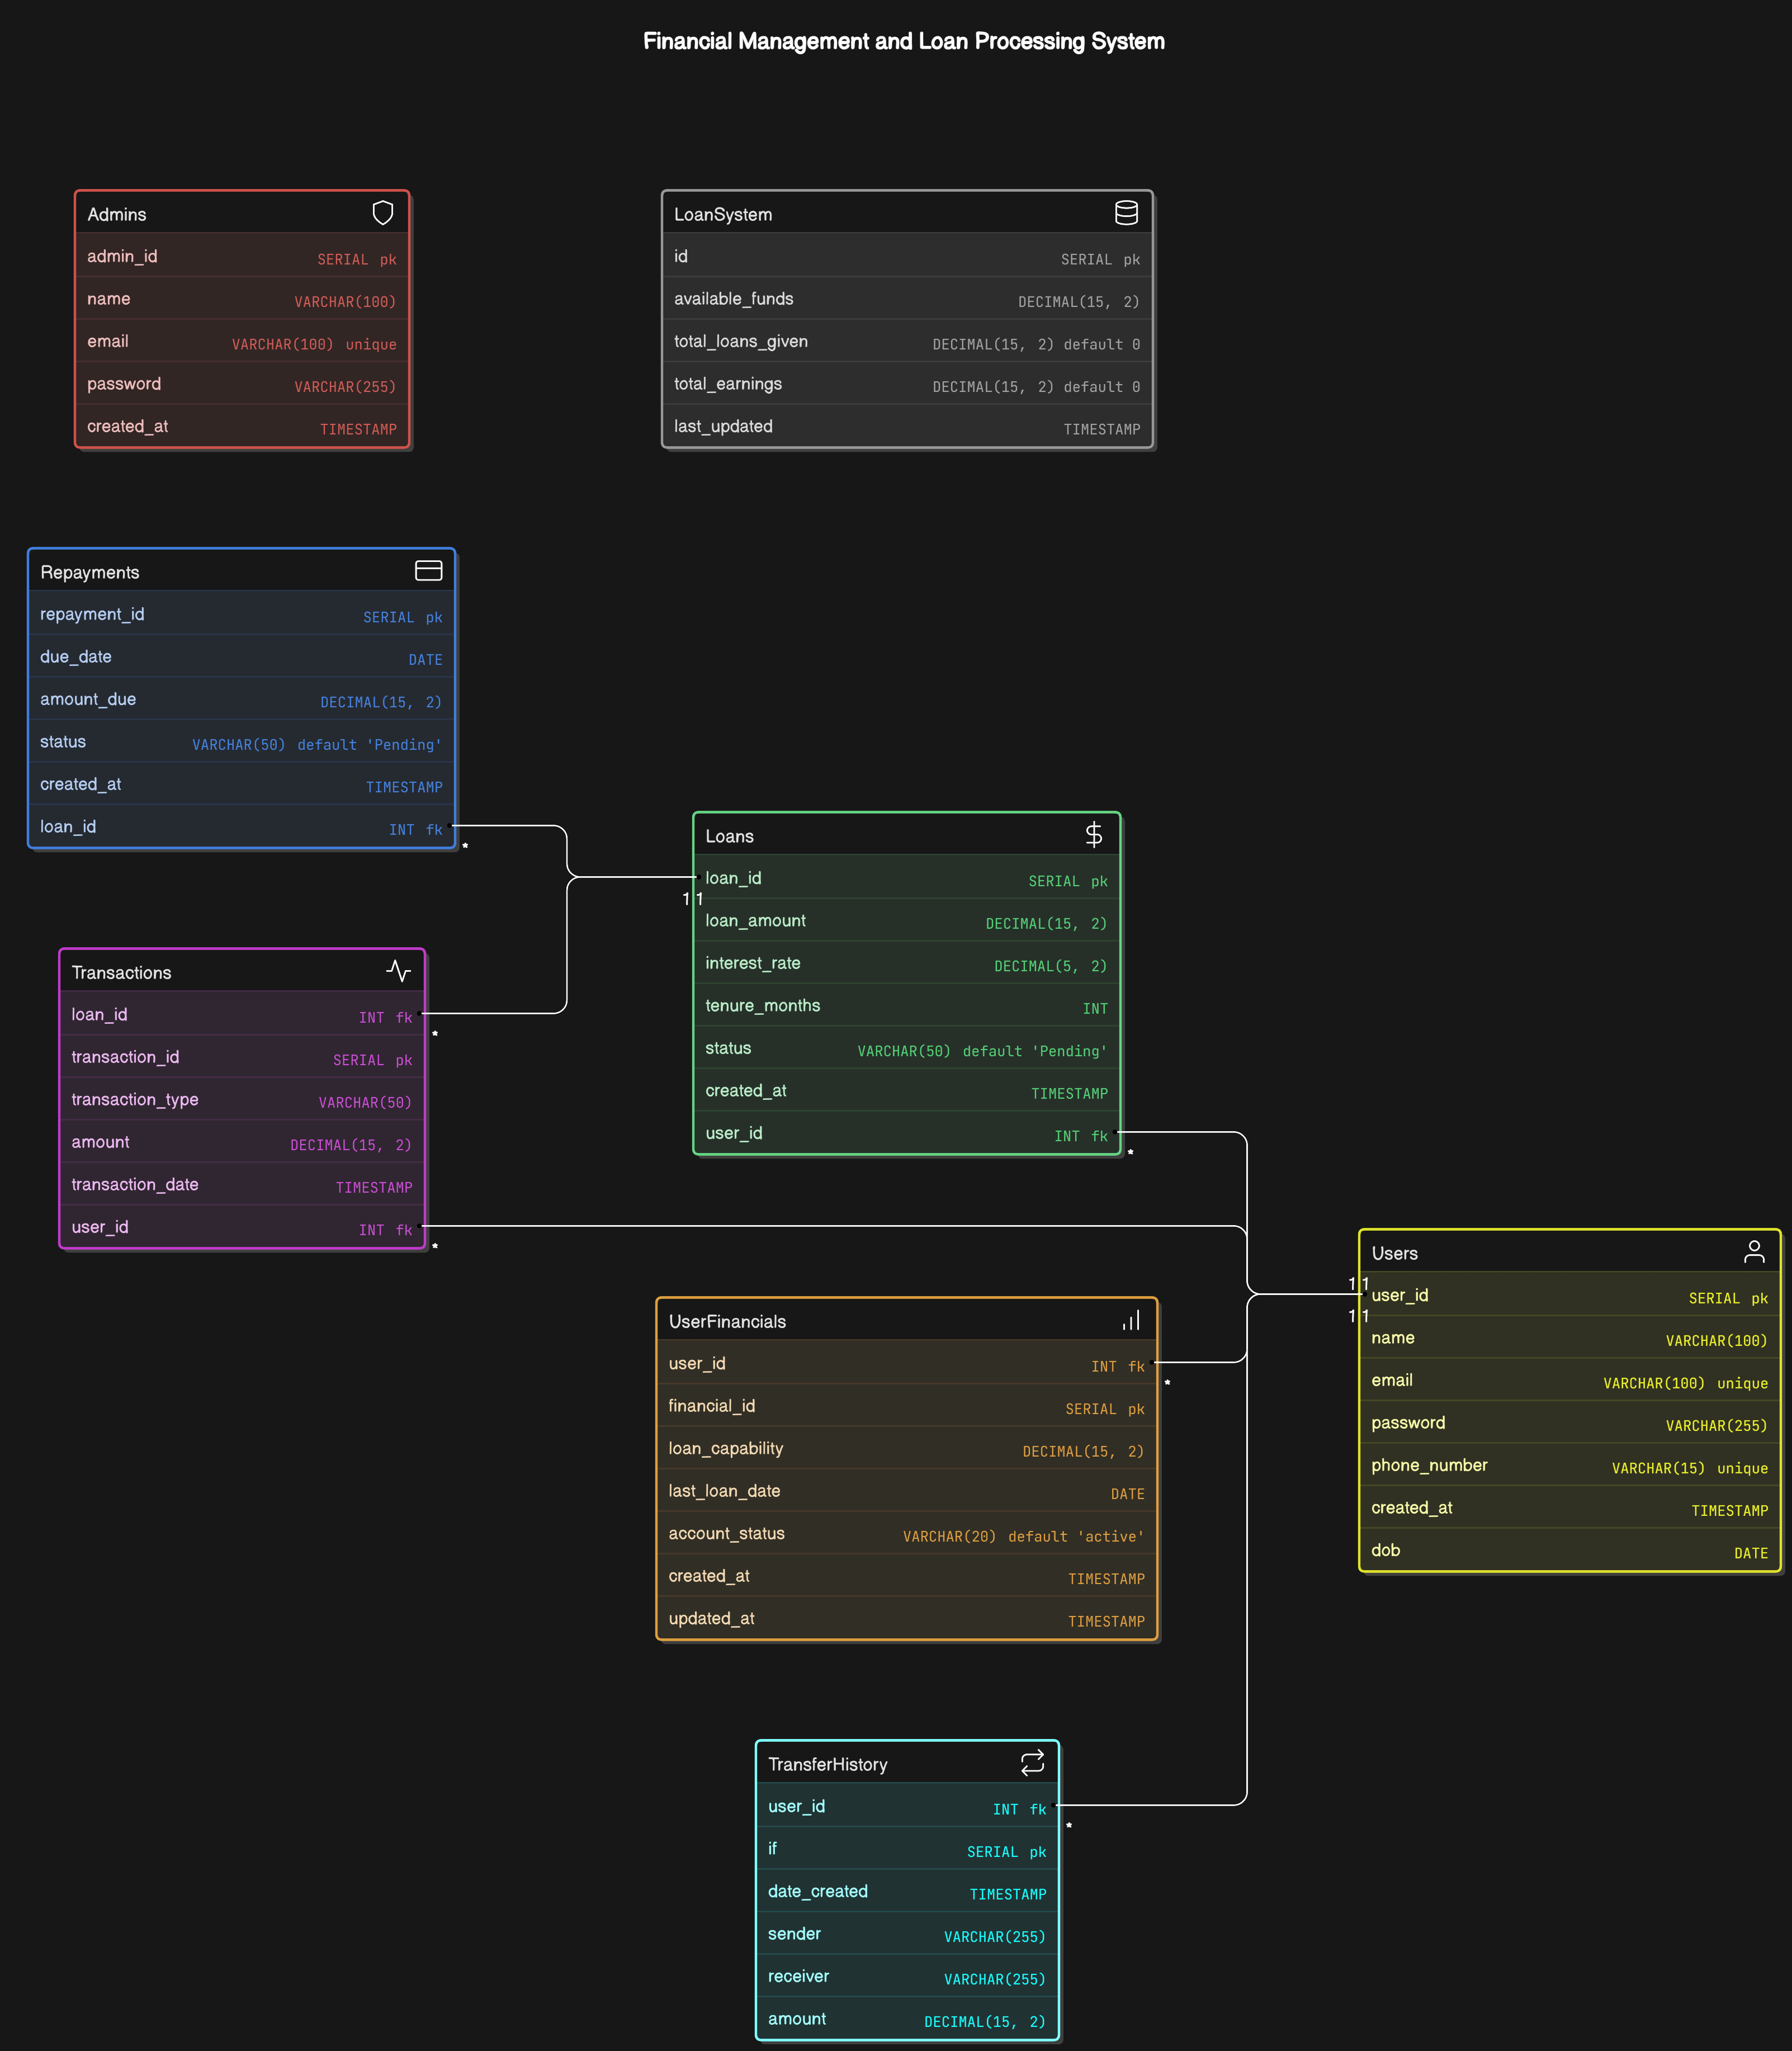 Financial Management and Loan Processing System
Admins
admin_id SERIAL pk
name VARCHAR(100)
email VARCHAR(100) unique
password VARCHAR(255)
created_at TIMESTAMP
LoanSystem
id SERIAL pk
available_funds DECIMAL(15, 2)
total_loans_given DECIMAL(15, 2) default 0
total_earnings DECIMAL(15, 2) default 0
last_updated TIMESTAMP
Repayments
repayment_id SERIAL pk
due_date DATE
amount_due DECIMAL(15, 2)
status VARCHAR(50) default 'Pending'
created_at TIMESTAMP
loan_id INT fk
*
Loans
loan_id SERIAL pk
1 1
loan_amount DECIMAL(15, 2)
interest_rate DECIMAL(5, 2)
tenure_months INT
status VARCHAR(50) default 'Pending'
created_at TIMESTAMP
user_id INT fk
*
Transactions
loan_id INT fk
*
transaction_id SERIAL pk
transaction_type VARCHAR(50)
amount DECIMAL(15, 2)
transaction_date TIMESTAMP
user_id INT fk
*
Users
1 1
user_id SERIAL pk
1 1
name VARCHAR(100)
email VARCHAR(100) unique
password VARCHAR(255)
phone_number VARCHAR(15) unique
created_at TIMESTAMP
dob DATE
UserFinancials
user_id INT fk
*
financial_id SERIAL pk
loan_capability DECIMAL(15, 2)
last_loan_date DATE
account_status VARCHAR(20) default 'active'
created_at TIMESTAMP
updated_at TIMESTAMP
TransferHistory
user_id INT fk
*
if SERIAL pk
date_created TIMESTAMP
sender VARCHAR(255)
receiver VARCHAR(255)
amount DECIMAL(15, 2)